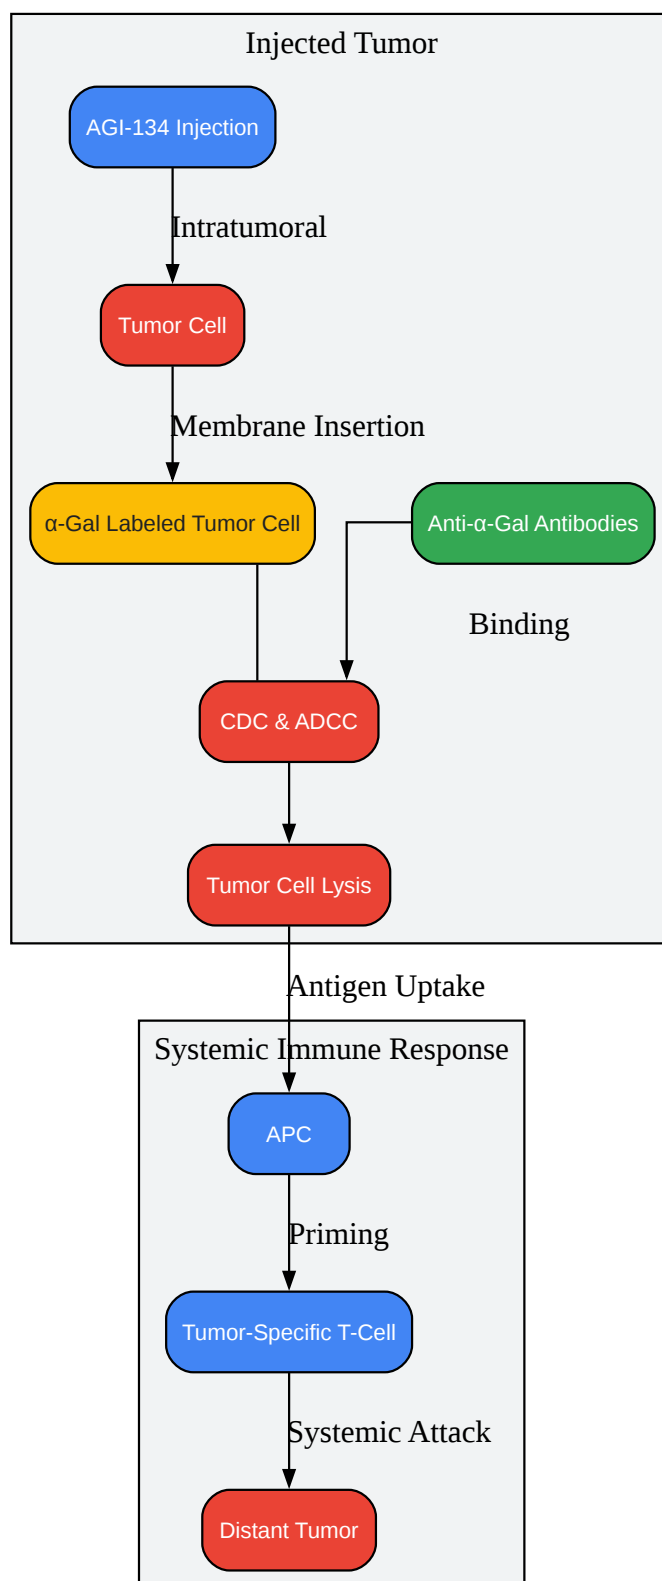 Injected Tumor
AGI-134 Injection
Intratumoral
Tumor Cell
Membrane Insertion
α-Gal Labeled Tumor Cell
Anti-α-Gal Antibodies
Binding
CDC & ADCC
Tumor Cell Lysis
Antigen Uptake
Systemic Immune Response
APC
Priming
Tumor-Specific T-Cell
Systemic Attack
Distant Tumor